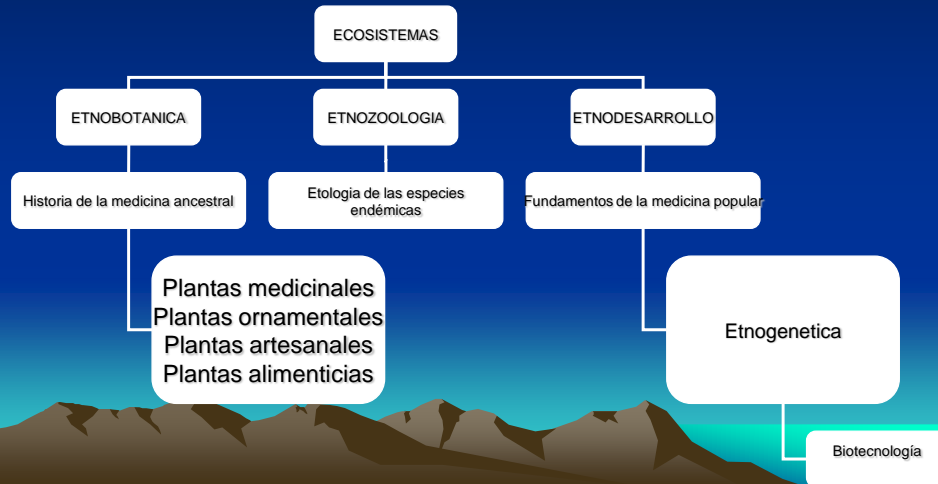 ECOSISTEMAS
ETNOBOTANICA
ETNOZOOLOGIA
ETNODESARROLLO
Historia de la medicina ancestral
Etologia de las especies
endémicas
Fundamentos de la medicina popular
Plantas medicinales
Plantas ornamentales
Plantas artesanales
Plantas alimenticias
Etnogenetica
Biotecnología